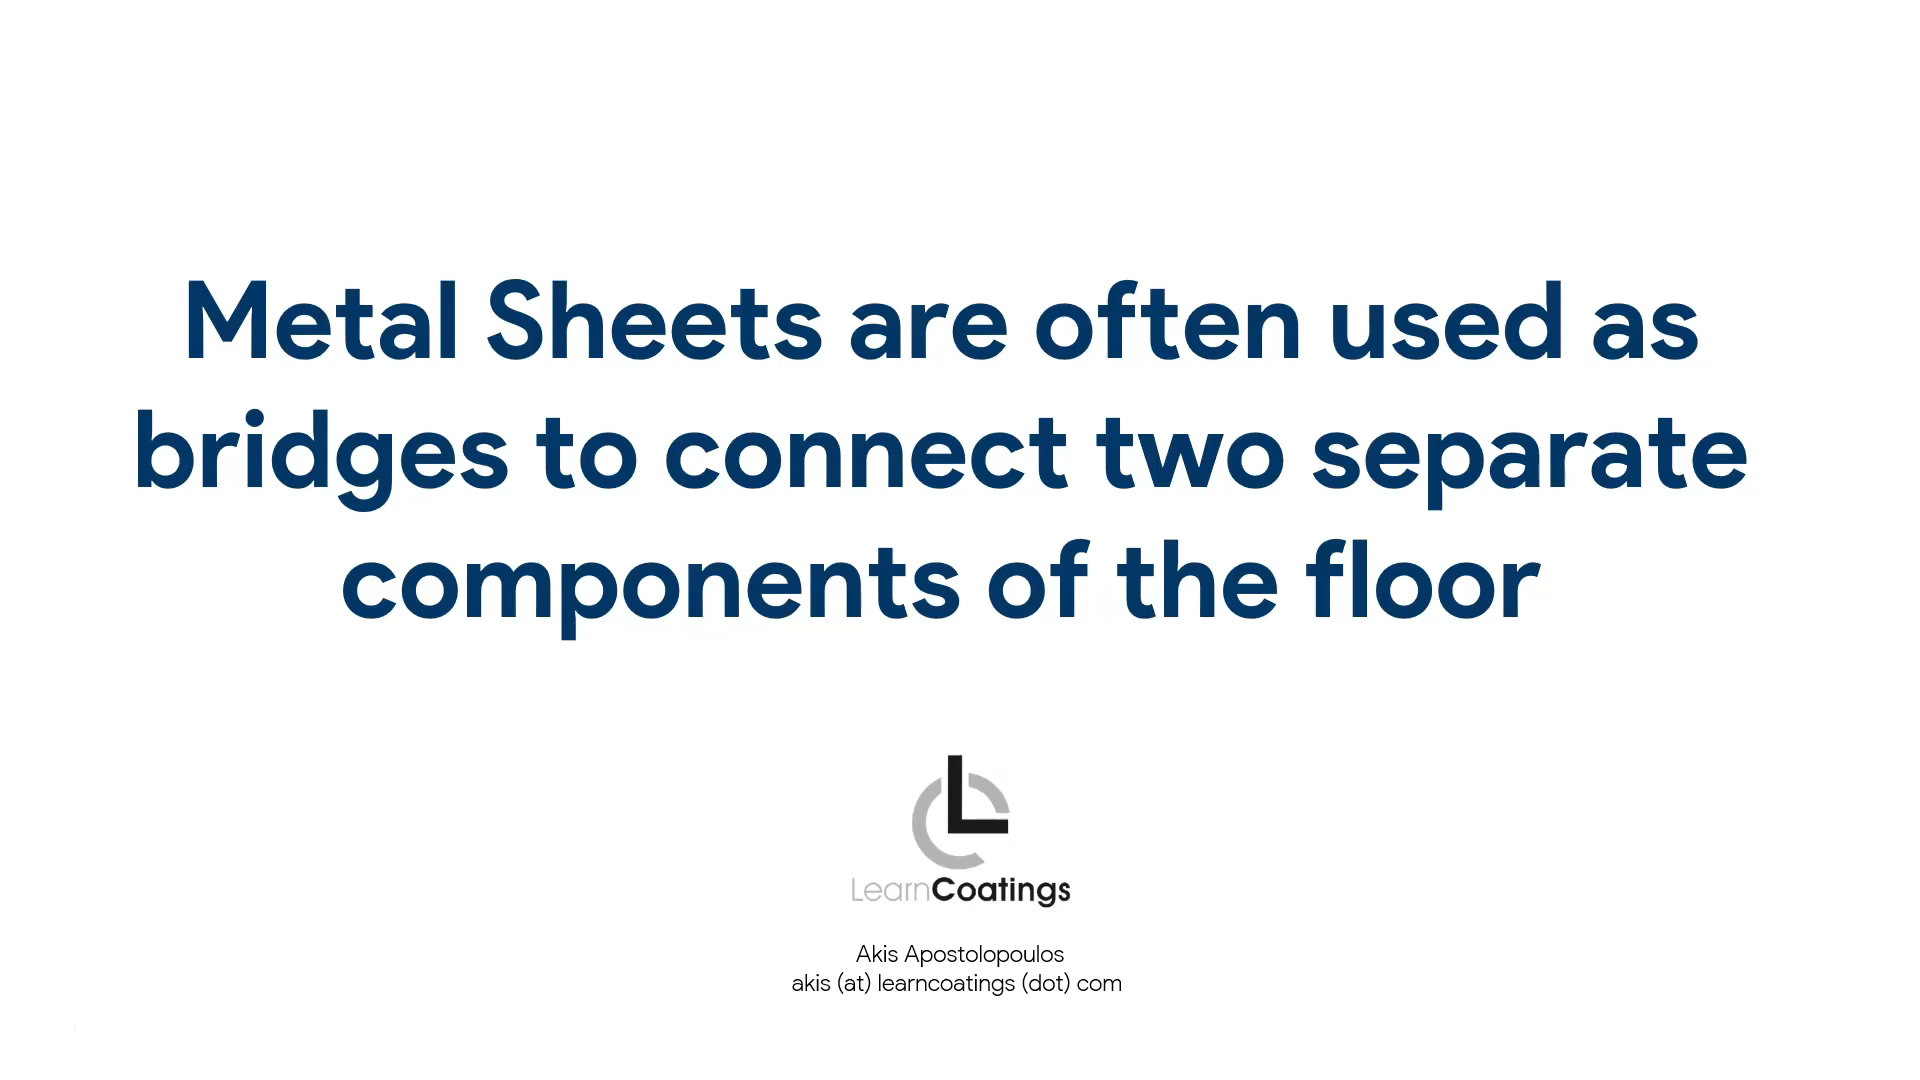 Metal Sheets are often used as
bridges to connect two separate
components of the floor
LearnCoatings
Akis Apostolopoulos
akis (at) learncoatings (dot) com